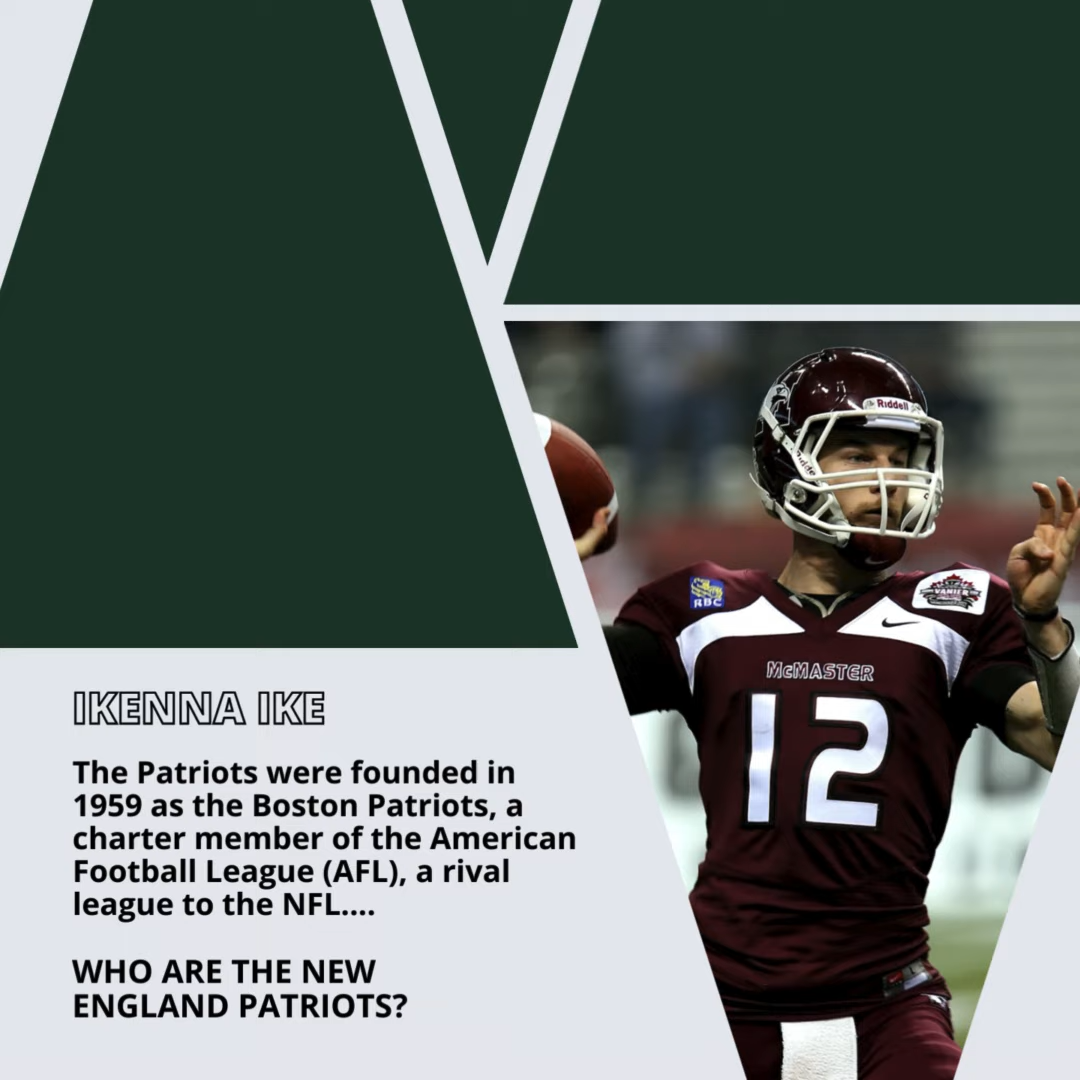 IKENNA IKE
The Patriots were founded in
1959 as the Boston Patriots, a
charter member of the American
Football League (AFL), a rival
league to the NFL....
WHO ARE THE NEW
ENGLAND PATRIOTS?
Riddell
RBC
VANIER
McMASTER
12